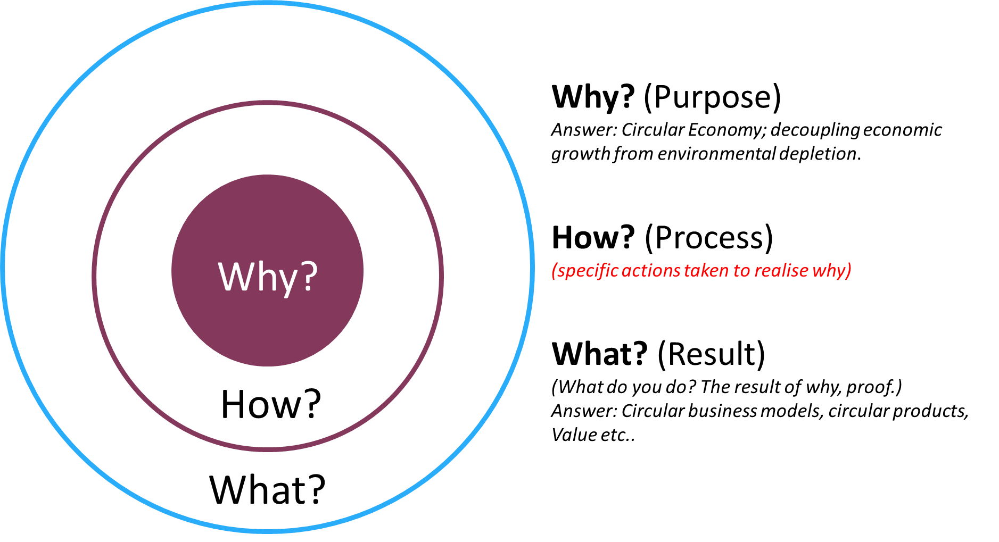 Why?
How?
What?
Why? (Purpose)
Answer: Circular Economy; decoupling economic
growth from environmental depletion.
How? (Process)
(specific actions taken to realise why)
What? (Result)
(What do you do? The result of why, proof.)
Answer: Circular business models, circular products,
Value etc..